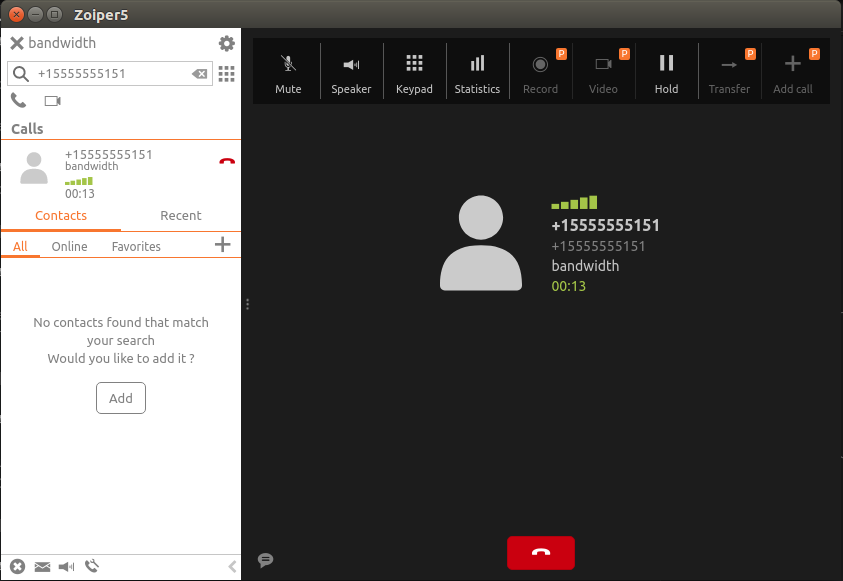 Zoiper5
bandwidth
+15555555151
Calls
+15555555151
bandwidth
00:13
Contacts Recent
All Online Favorites
No contacts found that match
your search
Would you like to add it ?
Add
Mute Speaker Keypad Statistics Record P Video P Hold Transfer P Add call P
+15555555151
+15555555151
bandwidth
00:13